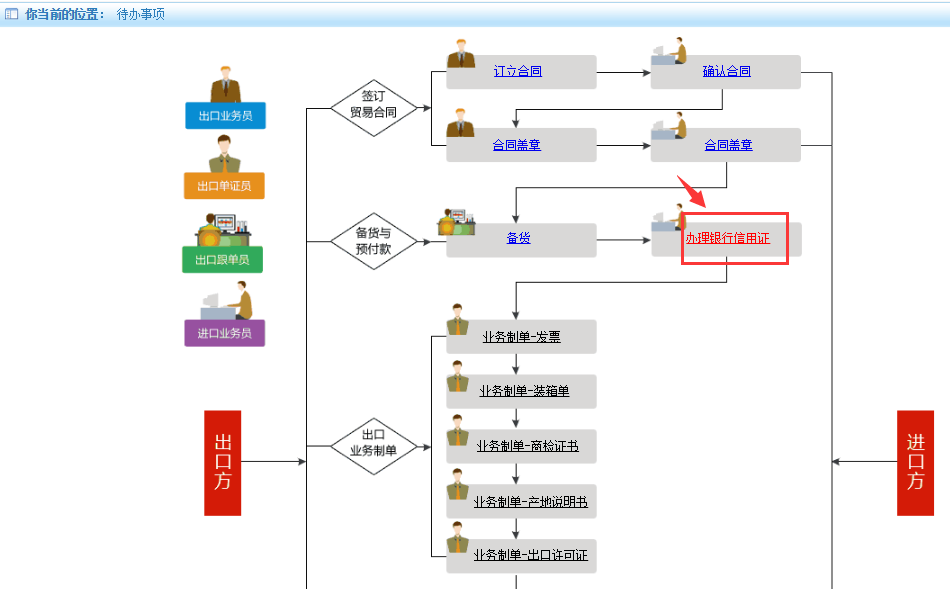 你当前的位置： 待办事项
出口业务员
出口单证员
出口跟单员
进口业务员
出口方
签订
贸易合同
订立合同
确认合同
合同盖章
合同盖章
备货与
预付款
备货
办理银行信用证
出口
业务制单
业务制单-发票
业务制单-装箱单
业务制单-商检证书
业务制单-产地说明书
业务制单-出口许可证
进口方